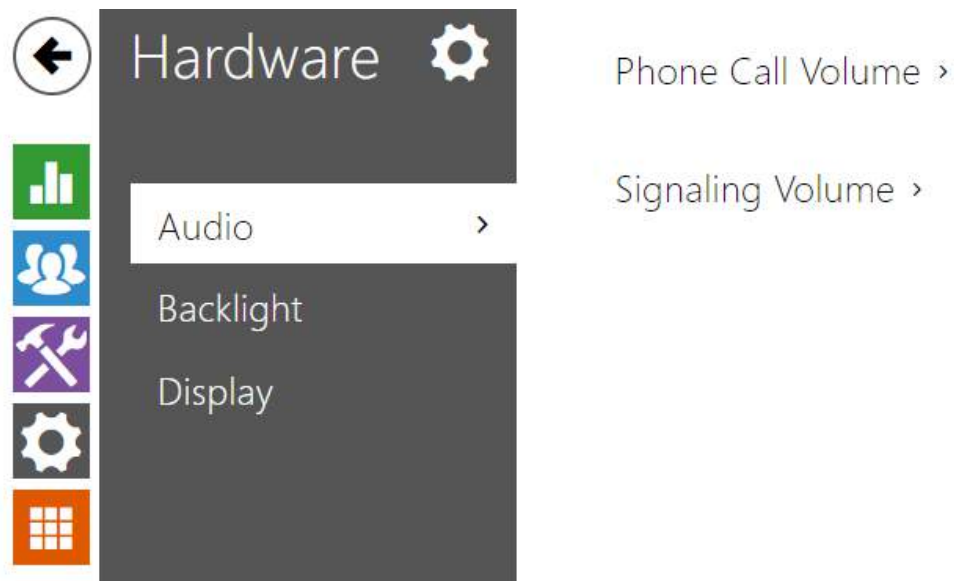 Hardware
Audio
Backlight
Display
Phone Call Volume ›
Signaling Volume ›